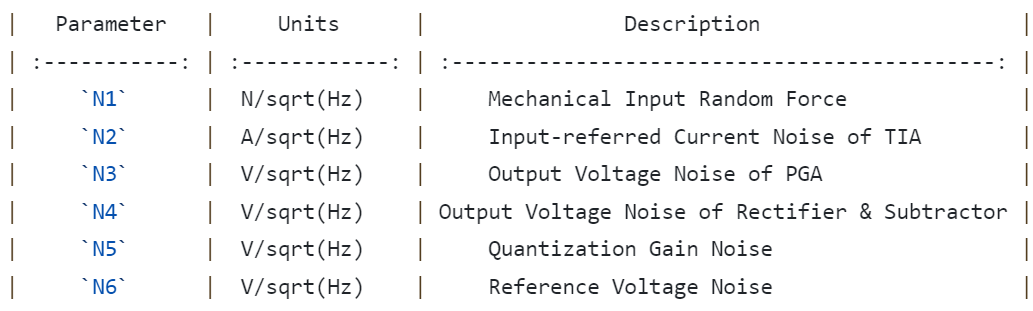 | Parameter | Units | Description |
| :-----------: | :------------: | :--------------------------------------------: |
| `N1` | N/sqrt(Hz) | Mechanical Input Random Force |
| `N2` | A/sqrt(Hz) | Input-referred Current Noise of TIA |
| `N3` | V/sqrt(Hz) | Output Voltage Noise of PGA |
| `N4` | V/sqrt(Hz) | Output Voltage Noise of Rectifier & Subtractor |
| `N5` | V/sqrt(Hz) | Quantization Gain Noise |
| `N6` | V/sqrt(Hz) | Reference Voltage Noise |